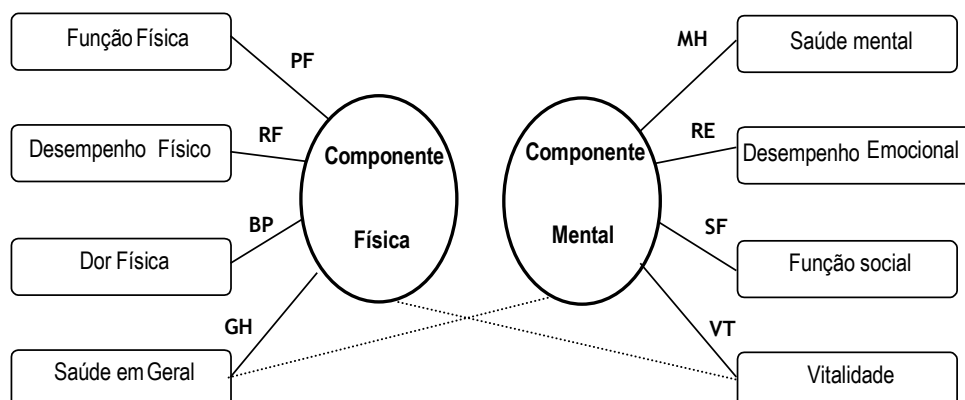 Função Física
PF
MH
Saúde mental
Desempenho Físico
RF
Componente
Física
Componente
Mental
RE
Desempenho Emocional
Dor Física
BP
SF
Função social
Saúde em Geral
GH
VT
Vitalidade